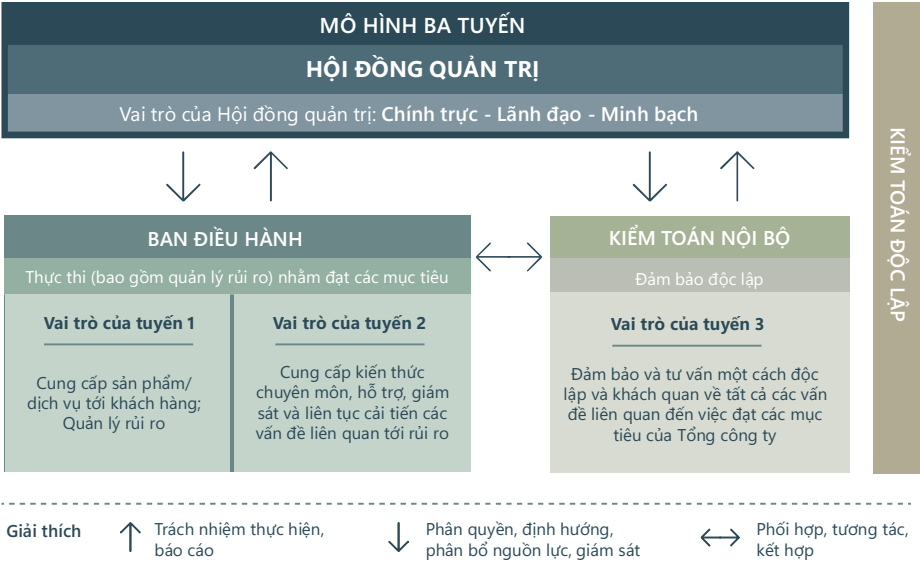 MÔ HÌNH BA TUYẾN
HỘI ĐỒNG QUẢN TRỊ
Vai trò của Hội đồng quản trị: Chính trực - Lãnh đạo - Minh bạch
BAN ĐIỀU HÀNH
Thực thi (bao gồm quản lý rủi ro) nhằm đạt các mục tiêu
Vai trò của tuyến 1
Cung cấp sản phẩm/
dịch vụ tới khách hàng;
Quản lý rủi ro
Vai trò của tuyến 2
Cung cấp kiến thức
chuyên môn, hỗ trợ, giám
sát và liên tục cải tiến các
vấn đề liên quan tới rủi ro
KIỂM TOÁN NỘI BỘ
Đảm bảo độc lập
Vai trò của tuyến 3
Đảm bảo và tư vấn một cách độc
lập và khách quan về tất cả các vấn
đề liên quan đến việc đạt các mục
tiêu của Tổng công ty
KIỂM TOÁN ĐỘC LẬP
Giải thích
Trách nhiệm thực hiện,
báo cáo
Phân quyền, định hướng,
phân bổ nguồn lực, giám sát
Phối hợp, tương tác,
kết hợp